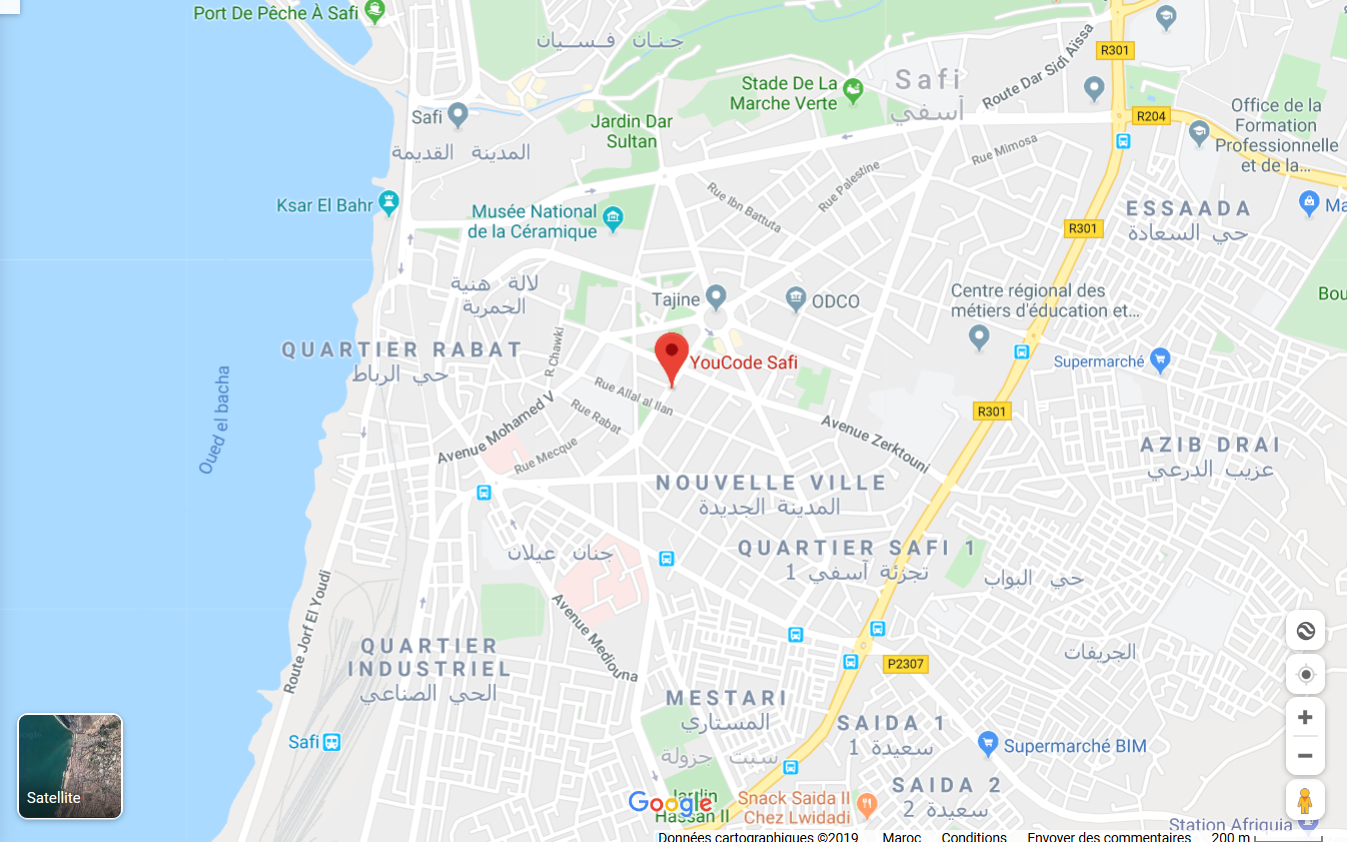 Port De Pêche À Safi
جنان فسيان
R301
Route Dar Sidi Aïssa
Safi
آسفي
Stade De La
Marche Verte
R204
Office de la
Formation
Professionnelle
et de la...
Safi
Jardin Dar
Sultan
المدينة القديمة
Rue Mimosa
Rue Palestine
Rue Ibn Battuta
Ksar El Bahr
Musée National
de la Céramique
ESSAADA
حي السعادة
Ma
R301
لالة هنية
الحمرية
Tajine
ODCO
Centre régional des
métiers d'éducation et...
Bou
QUARTIER RABAT
حي الرباط
R. Chawki
YouCode Safi
Supermarché
Oued el bacha
Rue Allal al Ilan
Rue Rabat
Avenue Mohamed V
Rue Mecque
Avenue Zerktouni
R301
AZIB DRAI
عزيب الدرعي
NOUVELLE VILLE
المدينة الجديدة
QUARTIER SAFI 1
تجزئة آسفي 1
جنان عيلان
حي البواب
Route Jorf El Youdi
Avenue Mediouna
QUARTIER
INDUSTRIEL
الحي الصناعي
P2307
الجريفات
MESTARI
المستاري
سنت جزولة
SAIDA 1
سعيدة 1
Safi
Supermarché BIM
SAIDA 2
سعيدة 2
Satellite
Google
Jardin
Hassan II
Snack Saida II
Chez Lwidadi
Station Afriquia
Données cartographiques ©2019 Maroc Conditions Envoyer des commentaires 200 m